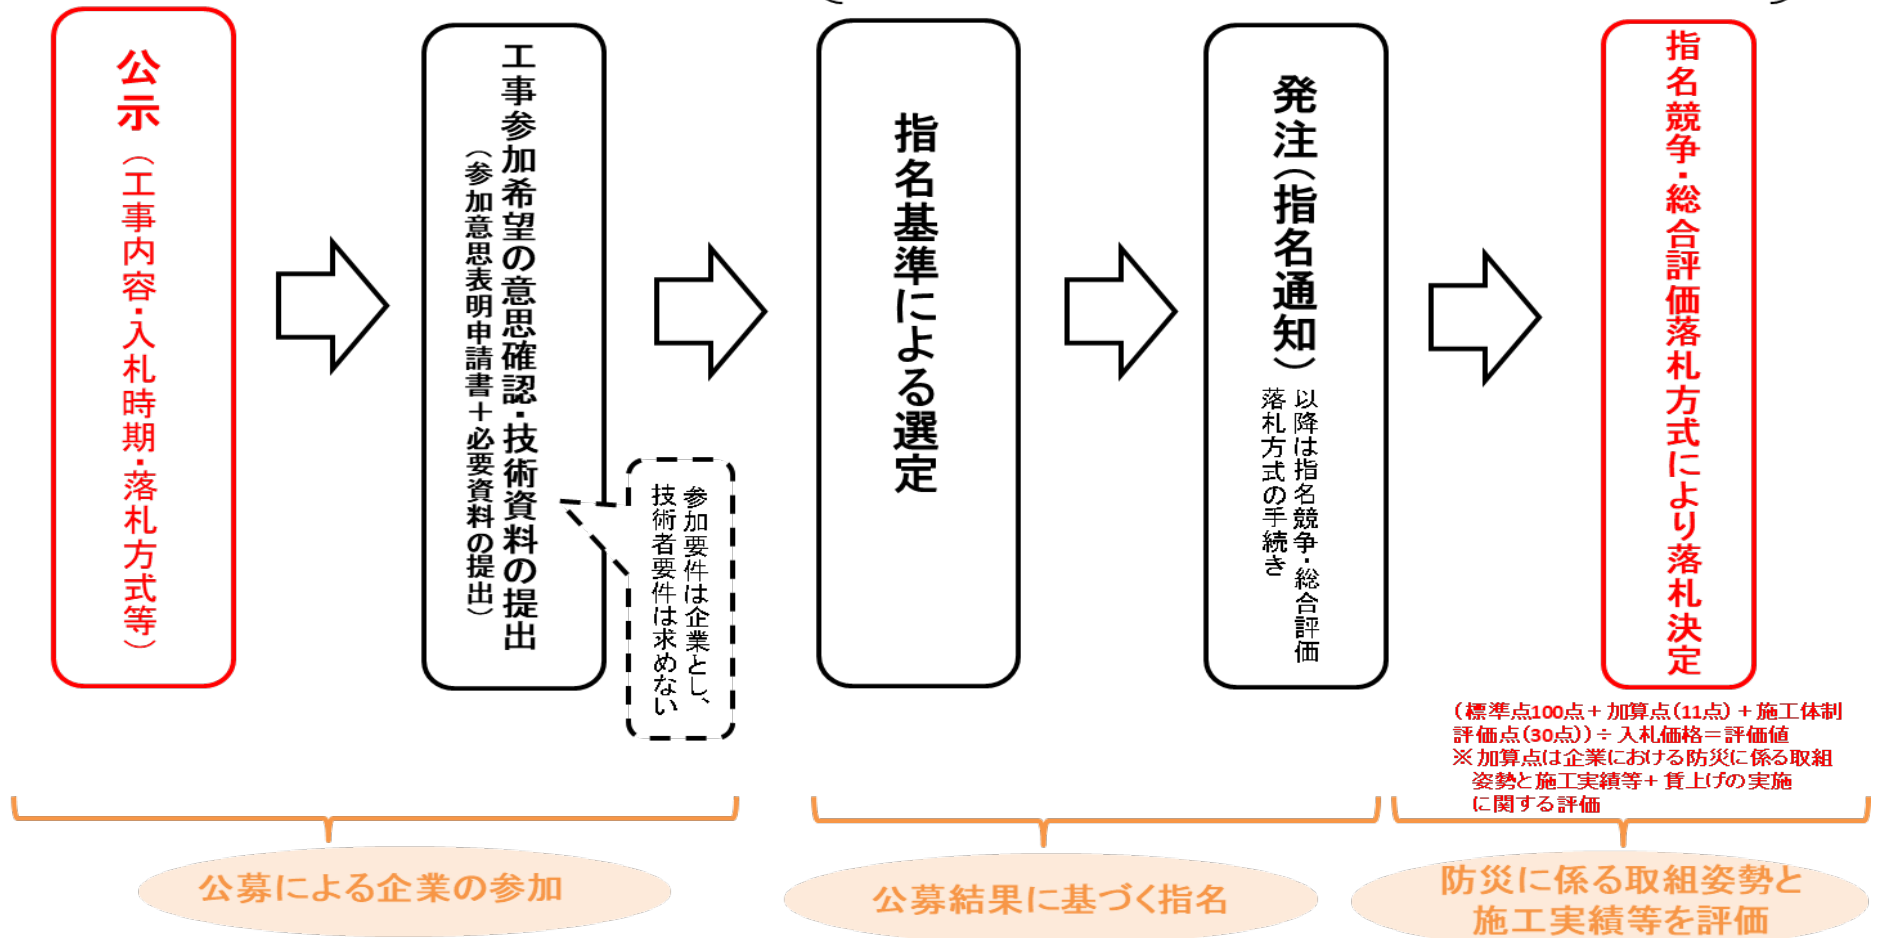 公示（工事内容・入札時期・落札方式等）
工事参加希望の意思確認・技術資料の提出
（参加意思表明申請書＋必要資料の提出）
参加要件は企業とし、
技術者要件は求めない
指名基準による選定
発注（指名通知）
以降は指名競争・総合評価
落札方式の手続き
指名競争・総合評価落札方式により落札決定
（標準点100点＋加算点（11点）＋施工体制
評価点（30点））÷入札価格＝評価値
※加算点は企業における防災に係る取組
姿勢と施工実績等＋賃上げの実施
に関する評価
公募による企業の参加
公募結果に基づく指名
防災に係る取組姿勢と
施工実績等を評価